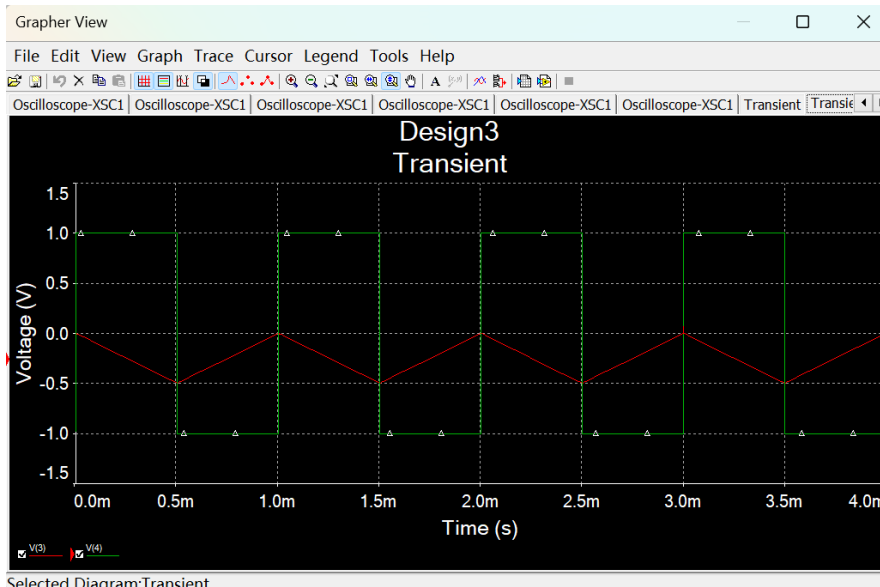 Grapher View
File Edit View Graph Trace Cursor Legend Tools Help
Oscilloscope-XSC1 Oscilloscope-XSC1 Oscilloscope-XSC1 Oscilloscope-XSC1 Oscilloscope-XSC1 Oscilloscope-XSC1 Transient Transie
Design3
Transient
1.5
1.0
0.5
0.0
-0.5
-1.0
-1.5
Voltage (V)
0.0m 0.5m 1.0m 1.5m 2.0m 2.5m 3.0m 3.5m 4.0m
Time (s)
V(3) V(4)
Selected Diagram:Transient